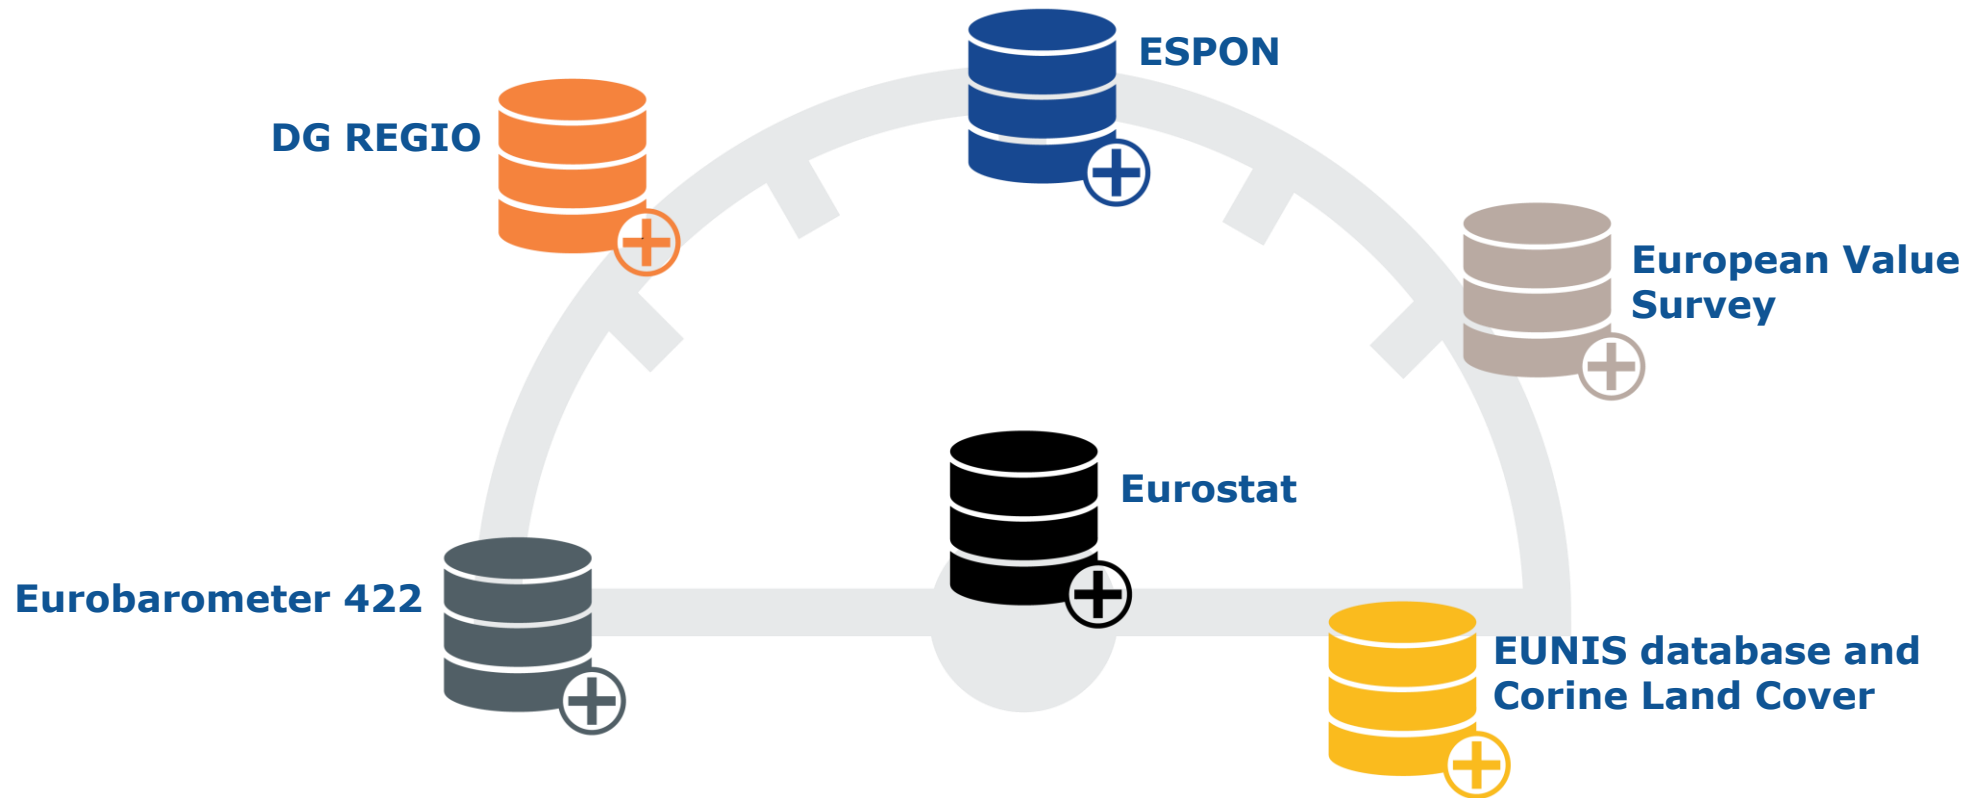 ESPON
DG REGIO
European Value
Survey
Eurostat
Eurobarometer 422
EUNIS database and
Corine Land Cover